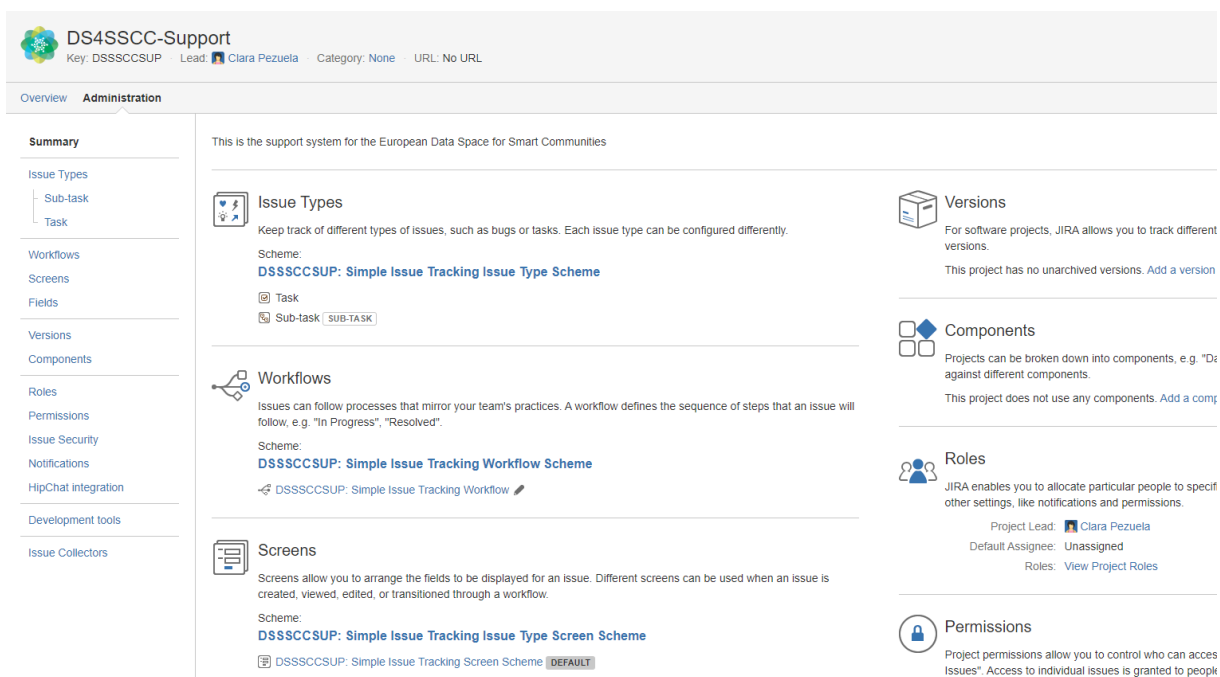 DS4SSCC-Support
Key: DSSSCCSUP · Lead: Clara Pezuela · Category: None · URL: No URL
Overview Administration
Summary
Issue Types
Sub-task
Task
Workflows
Screens
Fields
Versions
Components
Roles
Permissions
Issue Security
Notifications
HipChat integration
Development tools
Issue Collectors
This is the support system for the European Data Space for Smart Communities
Issue Types
Keep track of different types of issues, such as bugs or tasks. Each issue type can be configured differently.
Scheme:
DSSSCCSUP: Simple Issue Tracking Issue Type Scheme
Task
Sub-task SUB-TASK
Workflows
Issues can follow processes that mirror your team's practices. A workflow defines the sequence of steps that an issue will
follow, e.g. "In Progress", "Resolved".
Scheme:
DSSSCCSUP: Simple Issue Tracking Workflow Scheme
DSSSCCSUP: Simple Issue Tracking Workflow
Screens
Screens allow you to arrange the fields to be displayed for an issue. Different screens can be used when an issue is
created, viewed, edited, or transitioned through a workflow.
Scheme:
DSSSCCSUP: Simple Issue Tracking Issue Type Screen Scheme
DSSSCCSUP: Simple Issue Tracking Screen Scheme DEFAULT
Versions
For software projects, JIRA allows you to track different
versions.
This project has no unarchived versions. Add a version
Components
Projects can be broken down into components, e.g. "Da
against different components.
This project does not use any components. Add a comp
Roles
JIRA enables you to allocate particular people to specifi
other settings, like notifications and permissions.
Project Lead: Clara Pezuela
Default Assignee: Unassigned
Roles: View Project Roles
Permissions
Project permissions allow you to control who can acces
Issues". Access to individual issues is granted to people